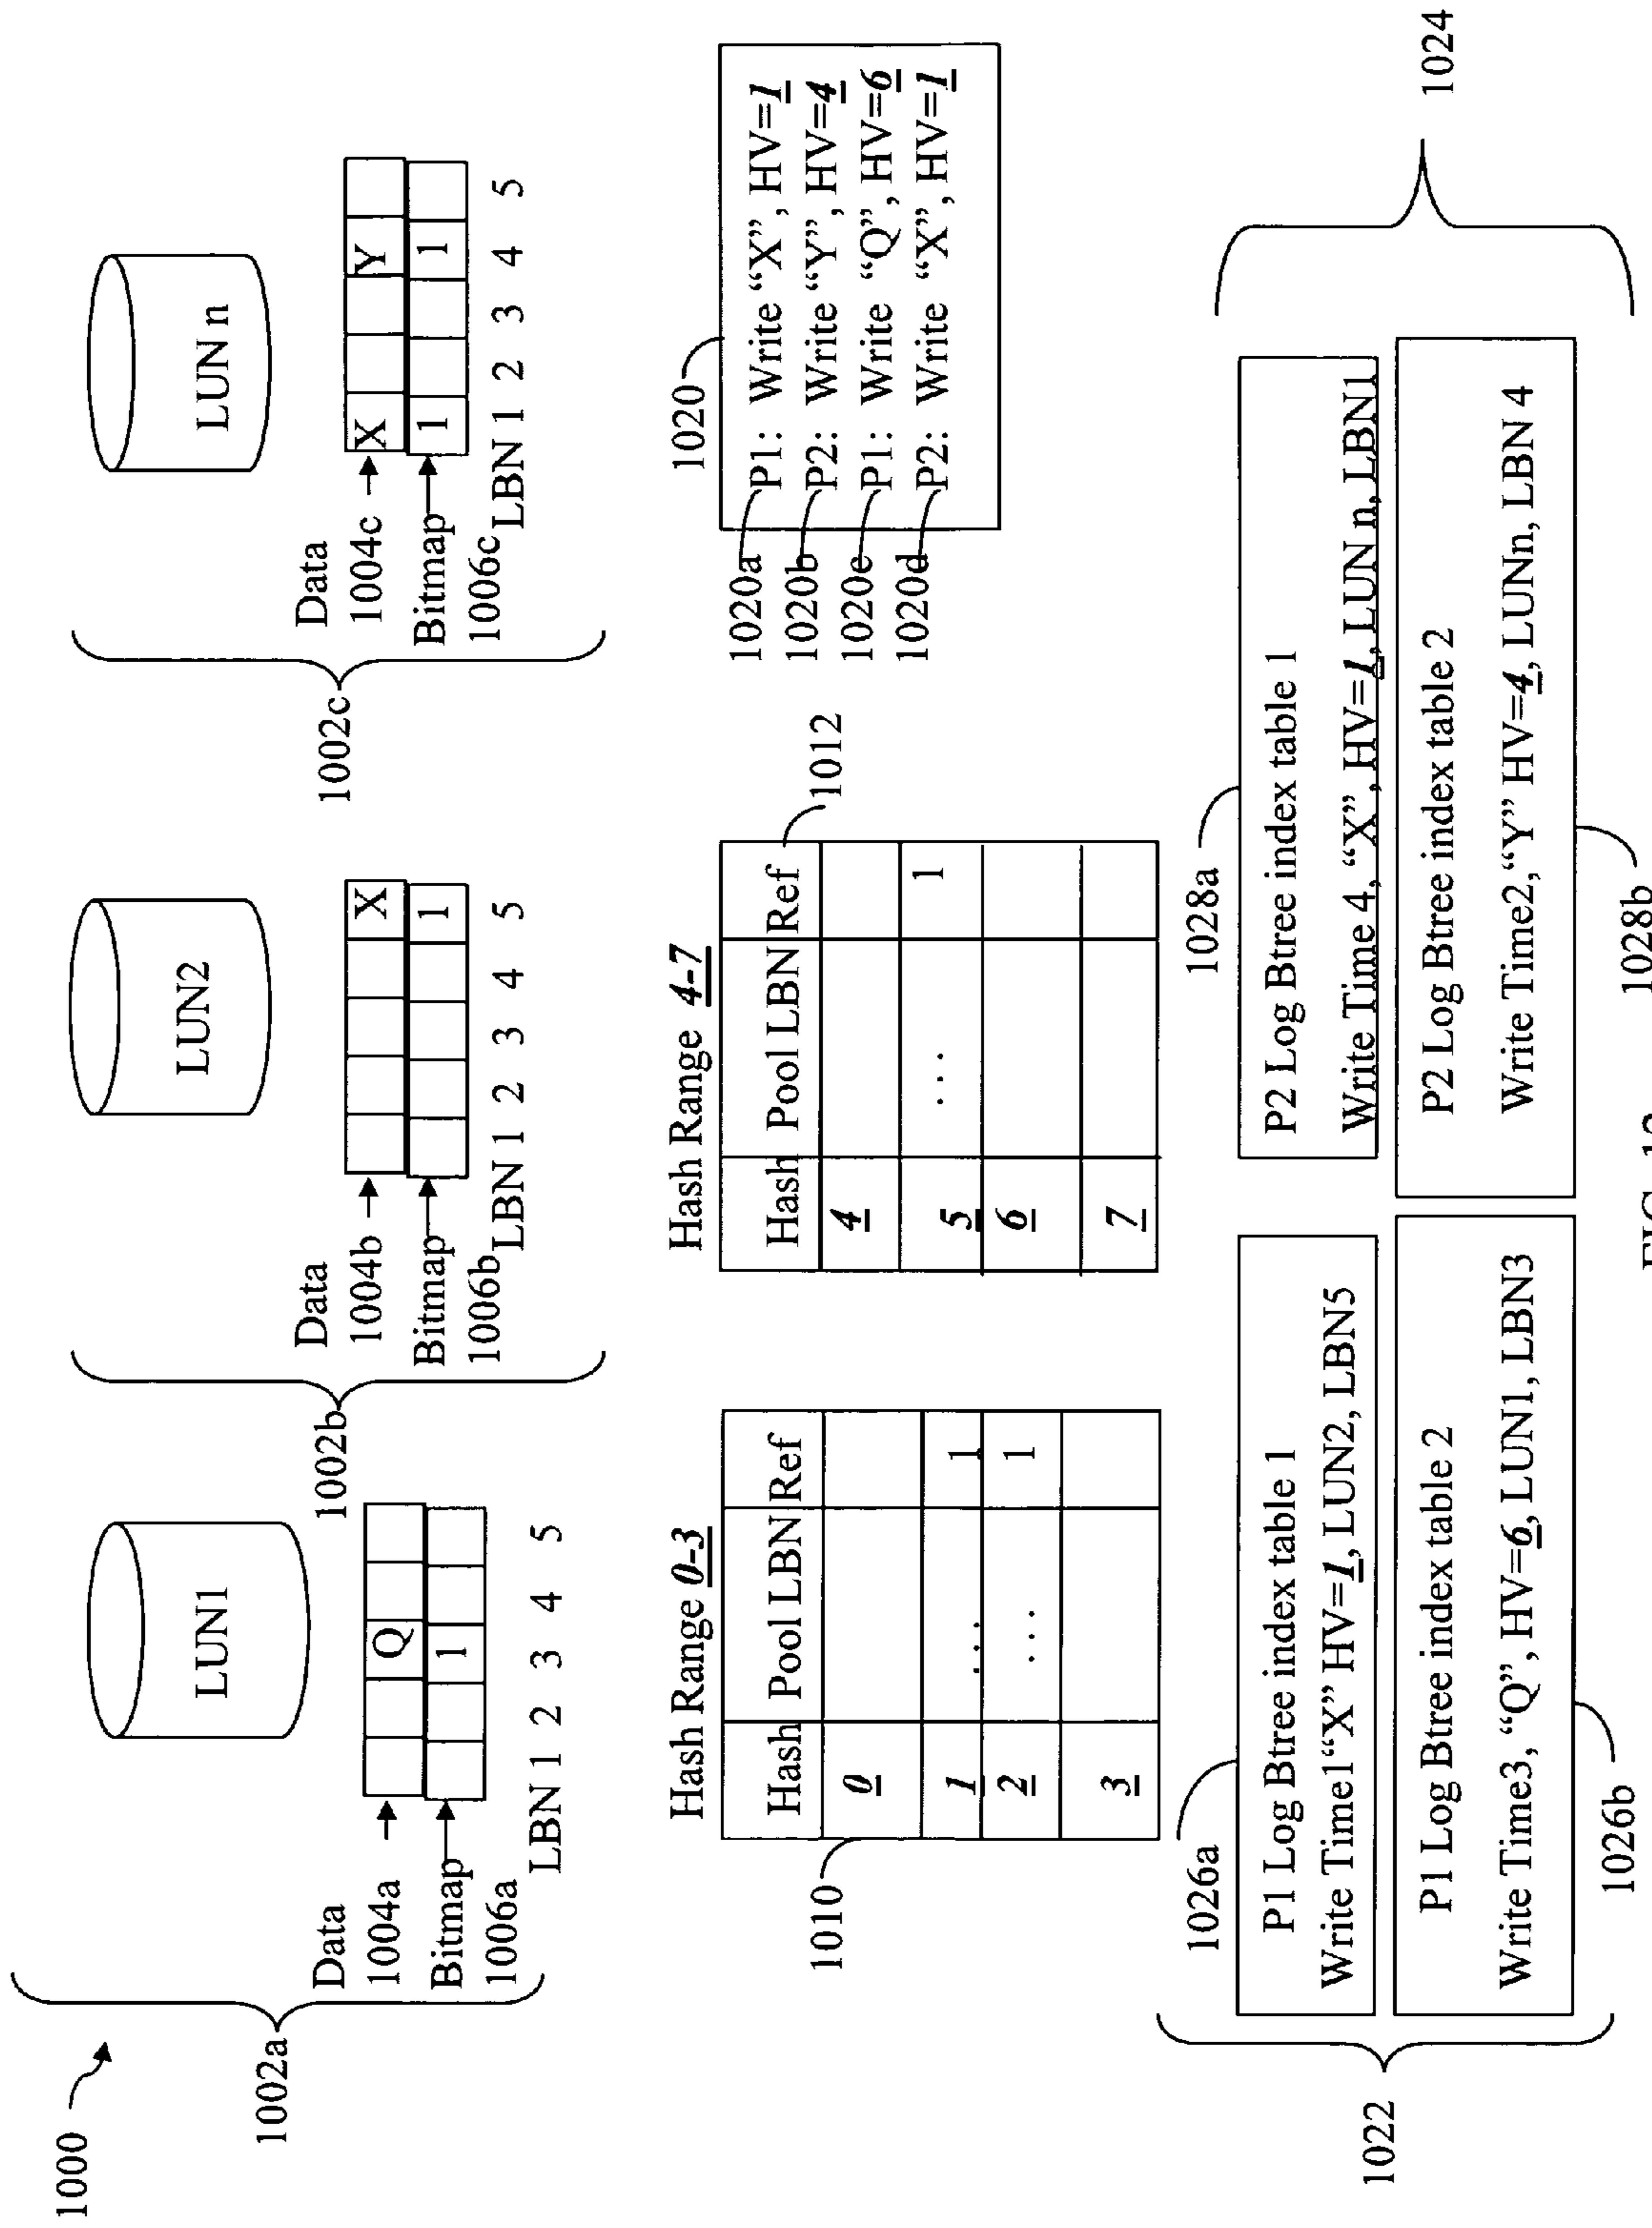 1000
1002a
LUN1
Data
1004a
Q
Bitmap
1006a
1
LBN 1 2 3 4 5
1002b
LUN2
Data
1004b
X
Bitmap
1006b
1
LBN 1 2 3 4 5
1002c
LUN n
Data
1004c
X Y
Bitmap
1006c
1 1
LBN 1 2 3 4 5
Hash Range 0-3
1010
Hash Pool LBN Ref
0
1 ... 1
2 ... 1
3
Hash Range 4-7
1012
Hash Pool LBN Ref
4
5 ... 1
6
7
1020
1020a P1: Write “X”, HV=1
1020b P2: Write “Y”, HV=4
1020c P1: Write “Q”, HV=6
1020d P2: Write “X”, HV=1
1022
1026a
P1 Log Btree index table 1
Write Time1“X” HV=1, LUN2, LBN5
P1 Log Btree index table 2
Write Time3, “Q”, HV=6, LUN1, LBN3
1026b
1028a
P2 Log Btree index table 1
Write Time 4, “X”, HV=1, LUN n, LBN1
P2 Log Btree index table 2
Write Time2,“Y” HV=4, LUNn, LBN 4
1028b
1024